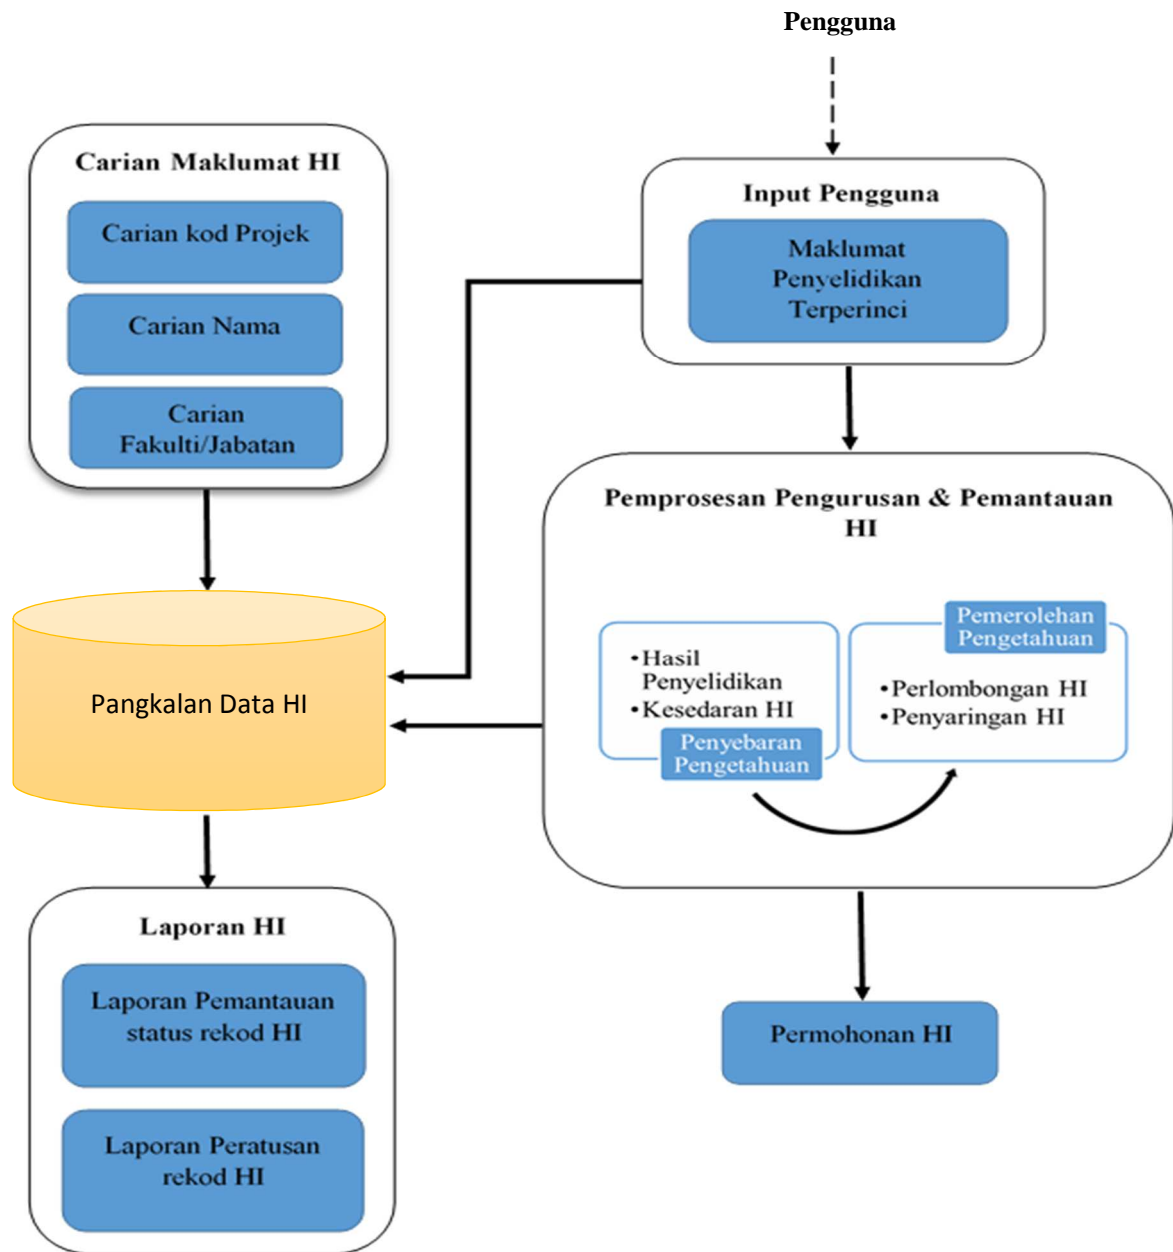 Pengguna
Carian Maklumat HI
Carian kod Projek
Carian Nama
Carian
Fakulti/Jabatan
Input Pengguna
Maklumat
Penyelidikan
Terperinci
Pemprosesan Pengurusan & Pemantauan
HI
•Hasil
Penyelidikan
•Kesedaran HI
Penyebaran
Pengetahuan
Pemerolehan
Pengetahuan
•Perlombongan HI
•Penyaringan HI
Pangkalan Data HI
Laporan HI
Laporan Pemantauan
status rekod HI
Laporan Peratusan
rekod HI
Permohonan HI